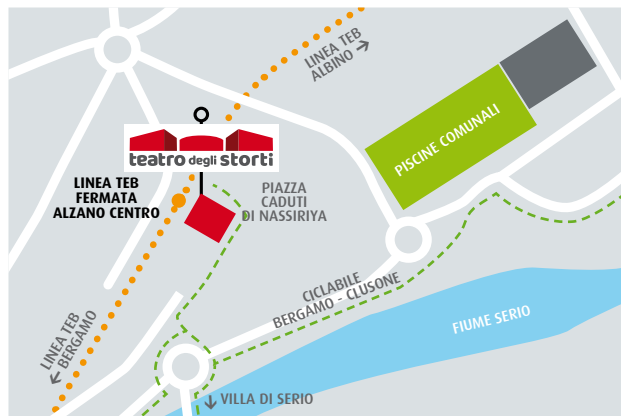 LINEA TEB
ALBINO →
PISCINE COMUNALI
teatro degli storti
LINEA TEB
FERMATA
ALZANO CENTRO
PIAZZA
CADUTI
DI NASSIRIYA
CICLABILE
BERGAMO - CLUSONE
FIUME SERIO
LINEA TEB
← BERGAMO
↓ VILLA DI SERIO